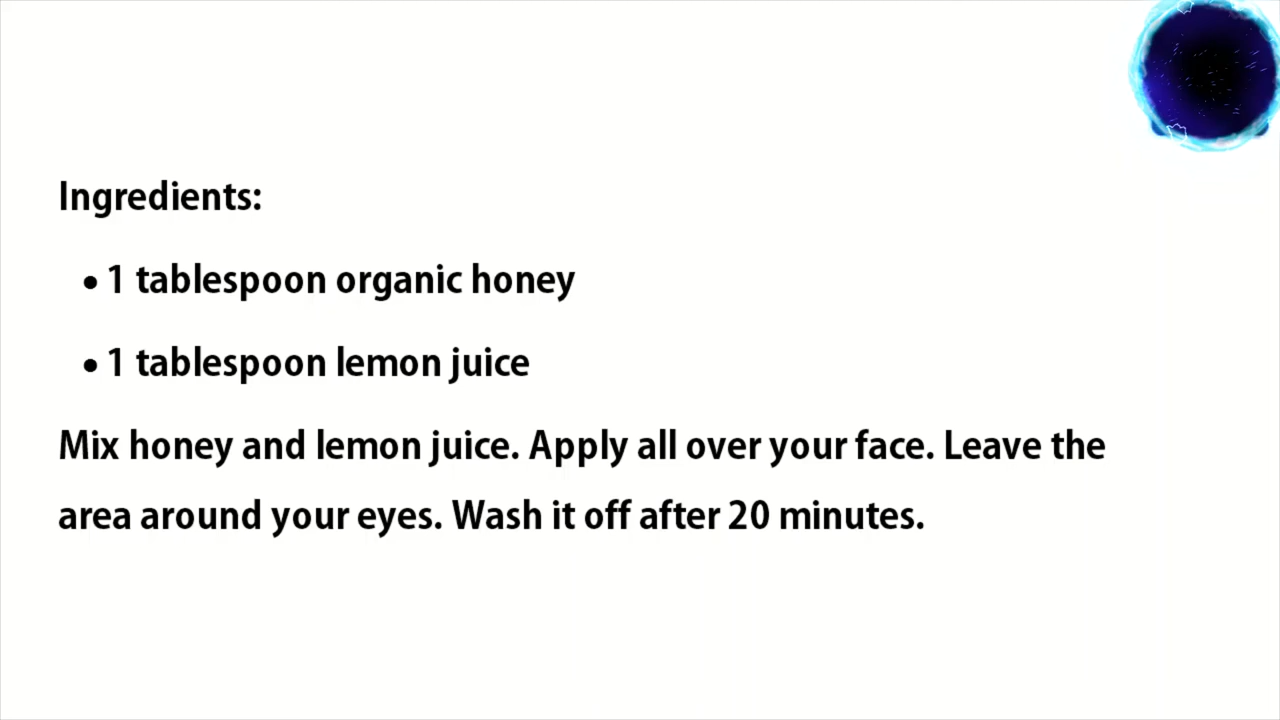 Ingredients:
• 1 tablespoon organic honey
• 1 tablespoon lemon juice
Mix honey and lemon juice. Apply all over your face. Leave the
area around your eyes. Wash it off after 20 minutes.